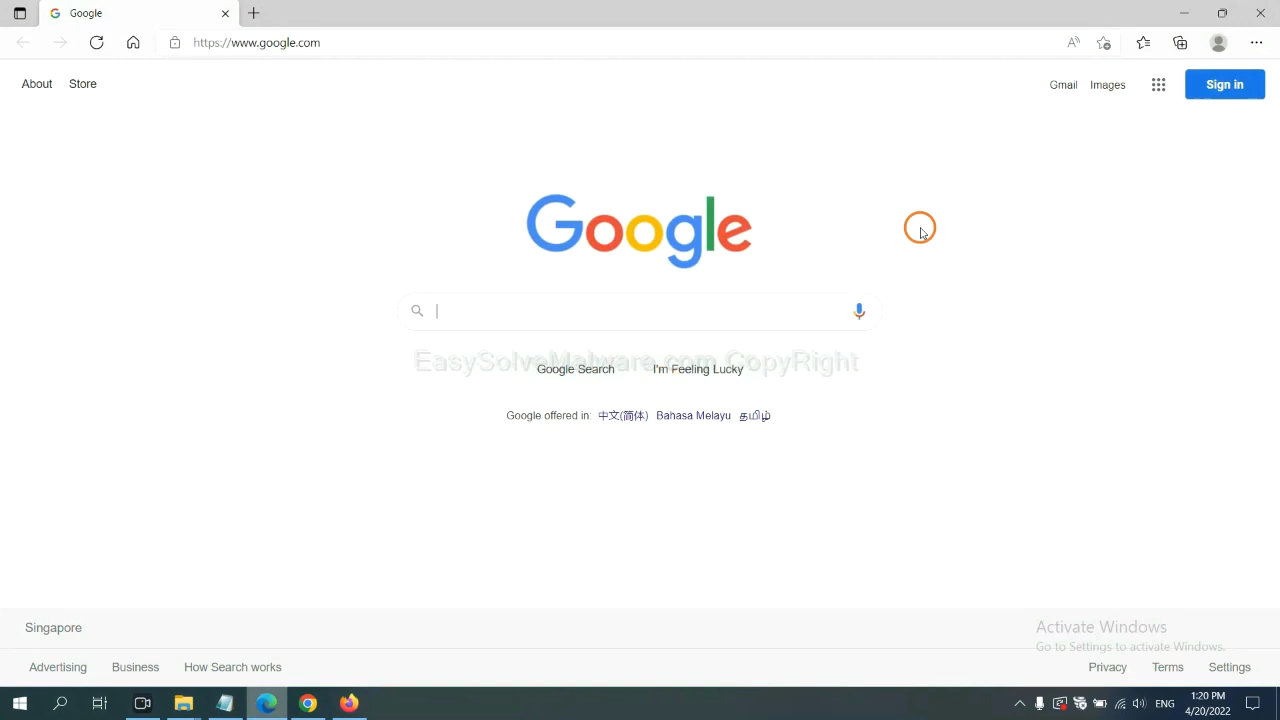 Google
https://www.google.com
About Store
Gmail Images Sign in
Google
EasySolveMalware.com CopyRight
Google Search I'm Feeling Lucky
Google offered in: 中文(简体) Bahasa Melayu தமிழ்
Singapore
Activate Windows
Go to Settings to activate Windows.
Advertising Business How Search works
Privacy Terms Settings
ENG
1:20 PM
4/20/2022